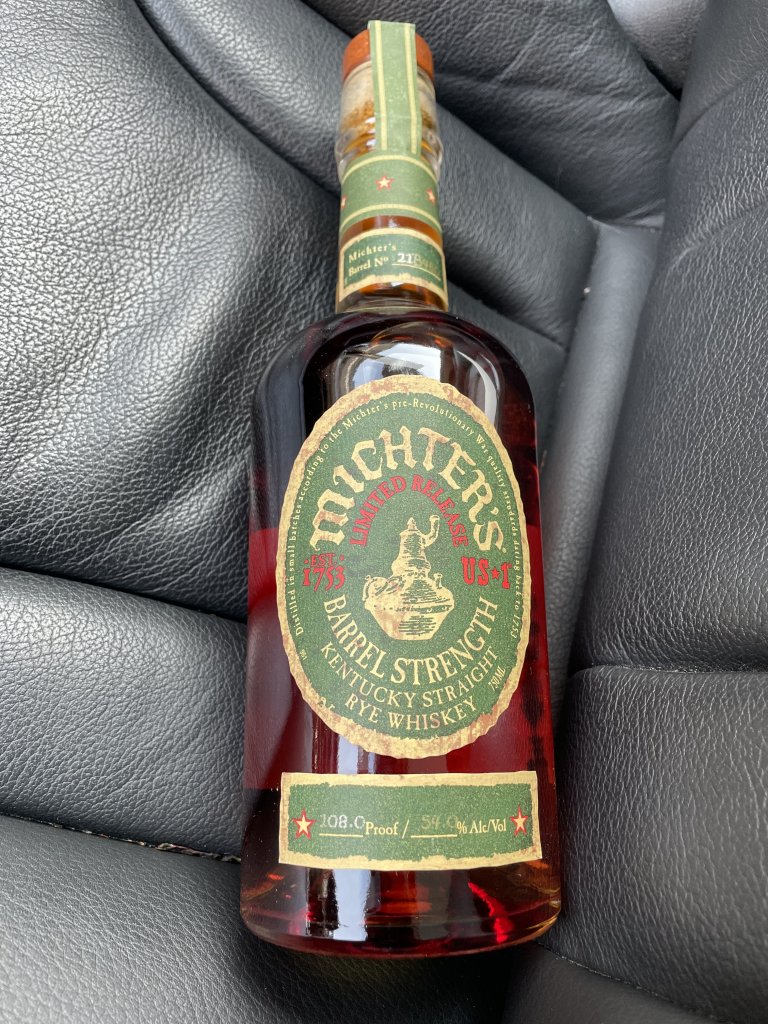 Michter's
Barrel No
Distilled in small batches according to the Michter's pre-Revolutionary War quality standards dating back to 1753
MICHTER'S
LIMITED RELEASE
EST.
1753
US★1
BARREL STRENGTH
KENTUCKY STRAIGHT
RYE WHISKEY
750ML
108.0 Proof / 54.0 % Alc/Vol